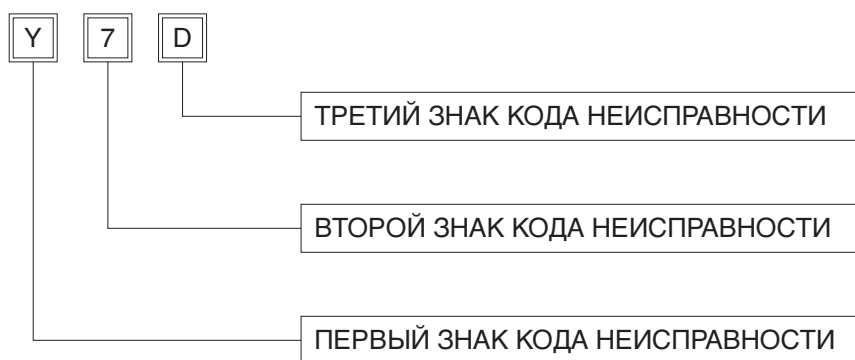 Y 7 D
ТРЕТИЙ ЗНАК КОДА НЕИСПРАВНОСТИ
ВТОРОЙ ЗНАК КОДА НЕИСПРАВНОСТИ
ПЕРВЫЙ ЗНАК КОДА НЕИСПРАВНОСТИ